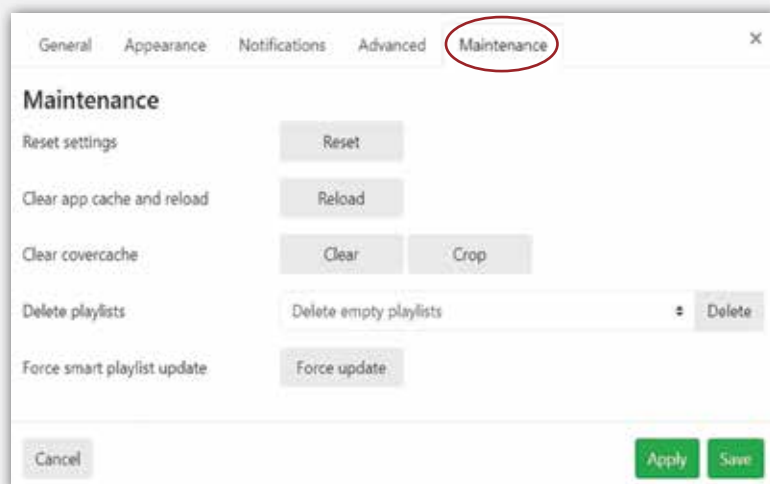 General Appearance Notifications Advanced Maintenance ×
Maintenance
Reset settings Reset
Clear app cache and reload Reload
Clear covercache Clear Crop
Delete playlists Delete empty playlists Delete
Force smart playlist update Force update
Cancel Apply Save